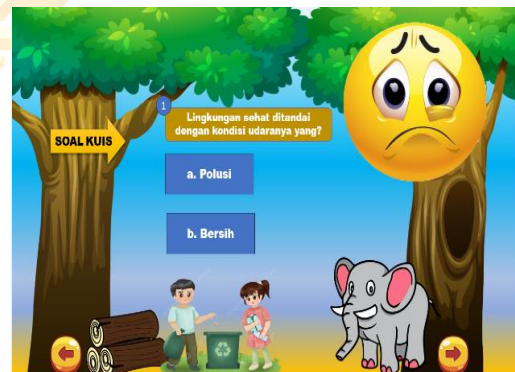 SOAL KUIS
1
Lingkungan sehat ditandai
dengan kondisi udaranya yang?
a. Polusi
b. Bersih